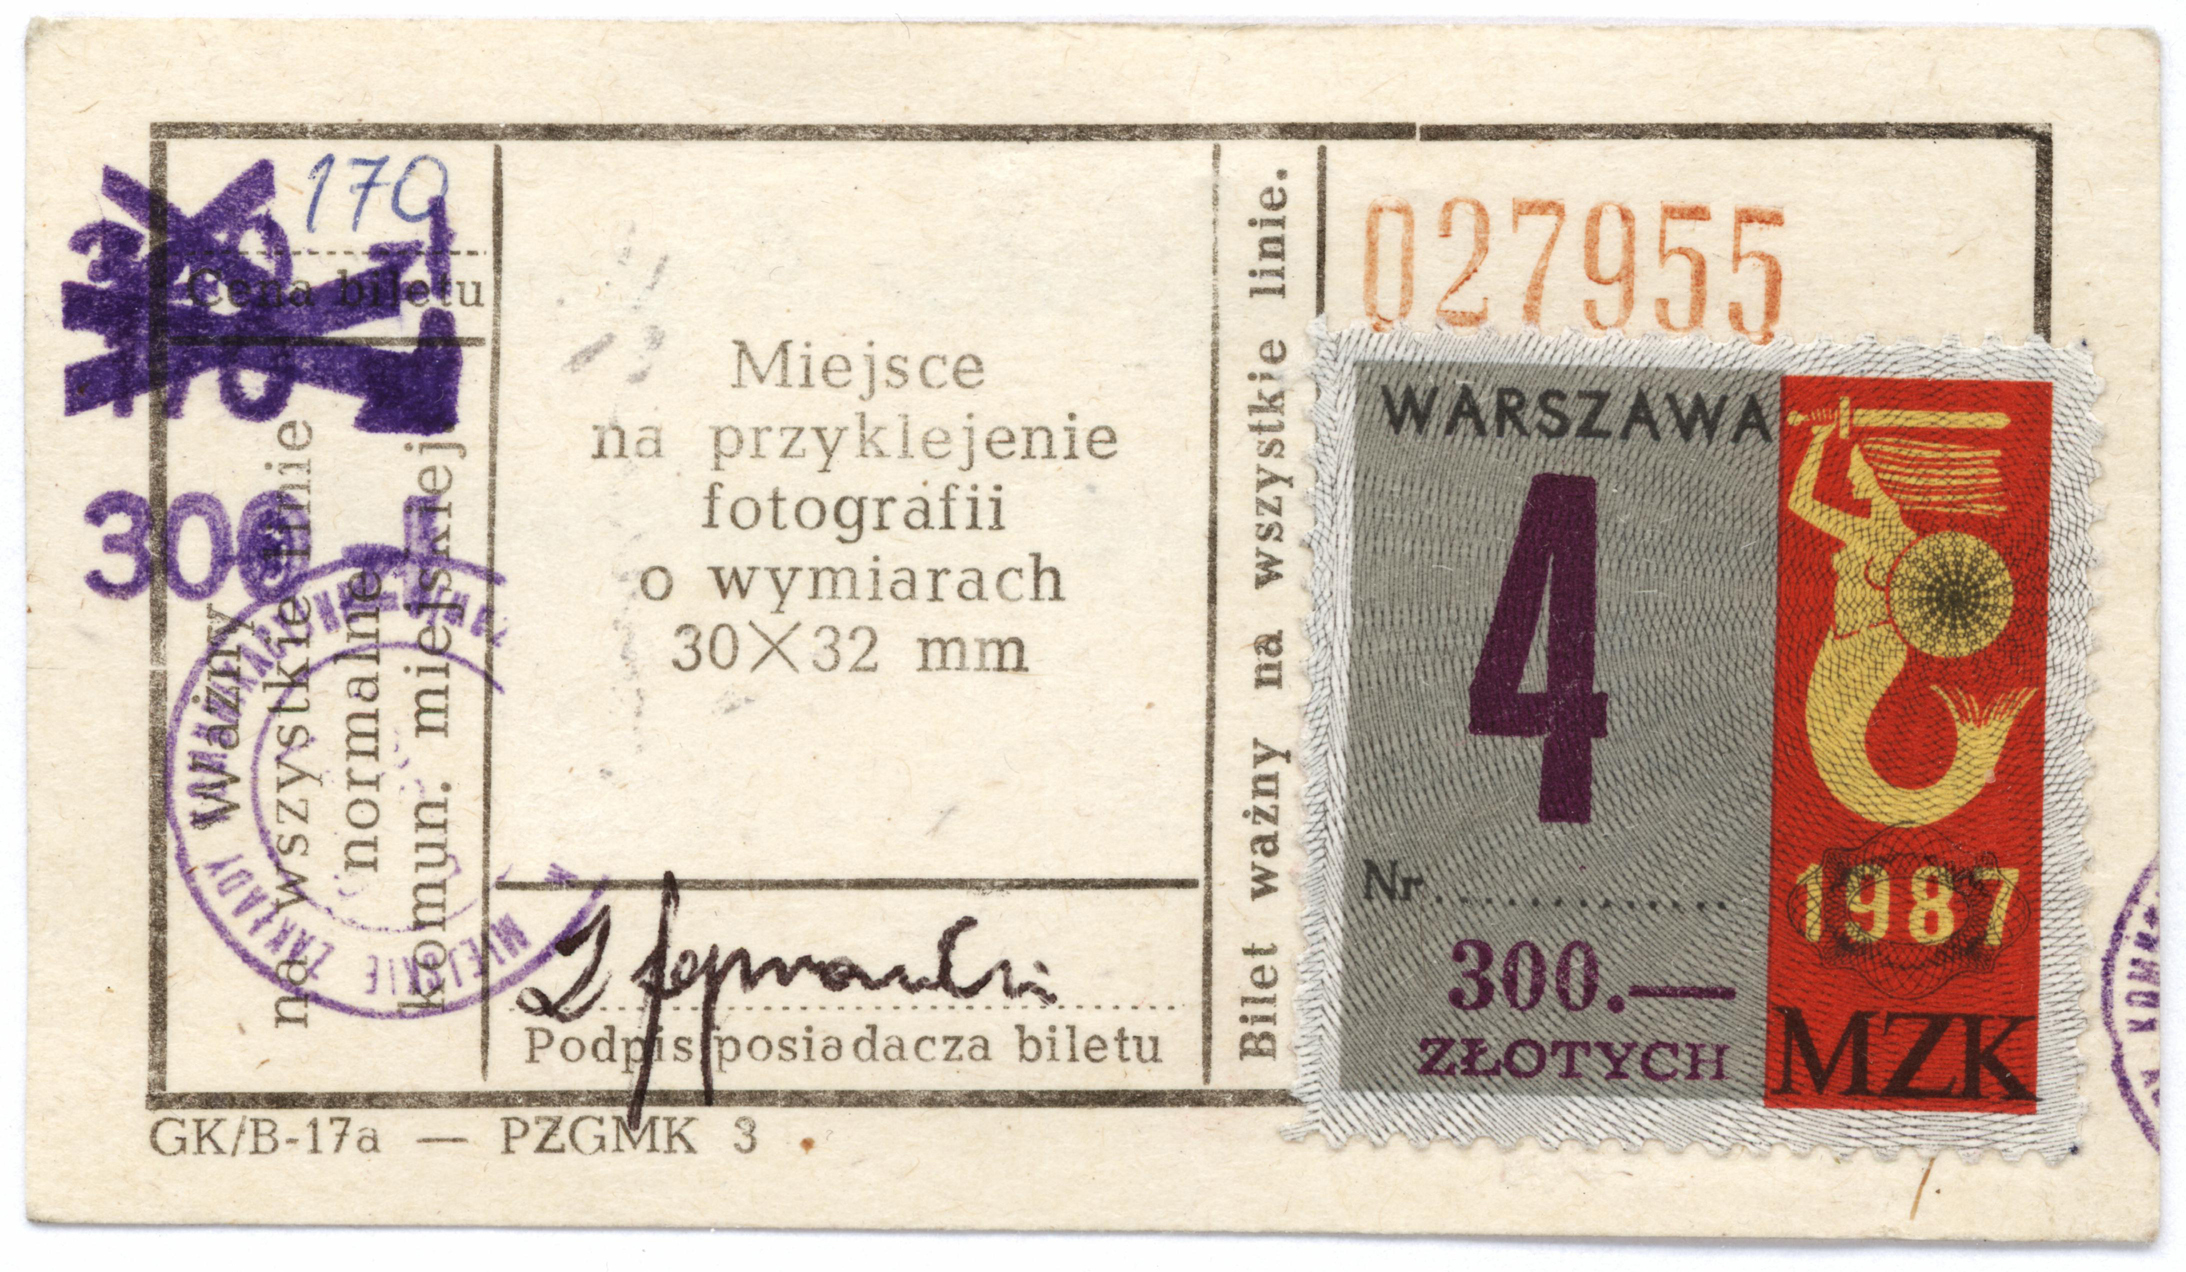 170
Cena biletu
300
Ważny
na wszystkie linie
normalne
komun. miejskiej
MIEJSKIE ZAKŁADY
Miejsce
na przyklejenie
fotografii
o wymiarach
30×32 mm
Podpis posiadacza biletu
Bilet ważny na wszystkie linie.
027955
WARSZAWA
4
Nr...............
300.—
ZŁOTYCH
1987
MZK
GK/B-17a — PZGMK 3